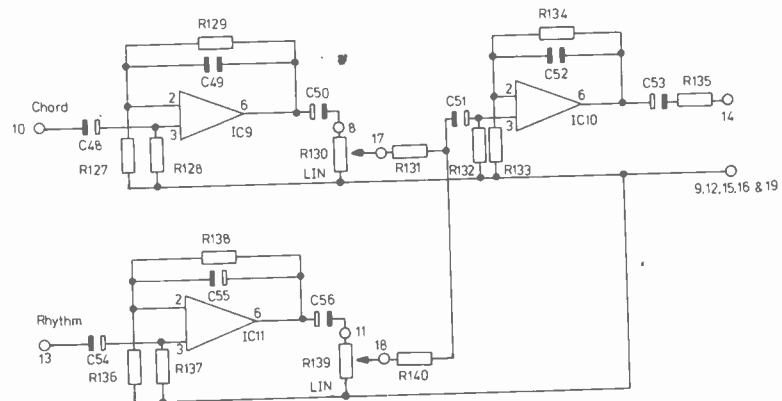 R129
C49
Chord
10
C48
2
3
6
IC9
R127
R128
C50
8
R130
LIN
17
R131
R134
C52
C51
2
3
6
IC10
R132
R133
C53
R135
14
9,12,15,16 & 19
R138
C55
Rhythm
13
C54
2
3
6
IC11
R136
R137
C56
11
R139
LIN
18
R140